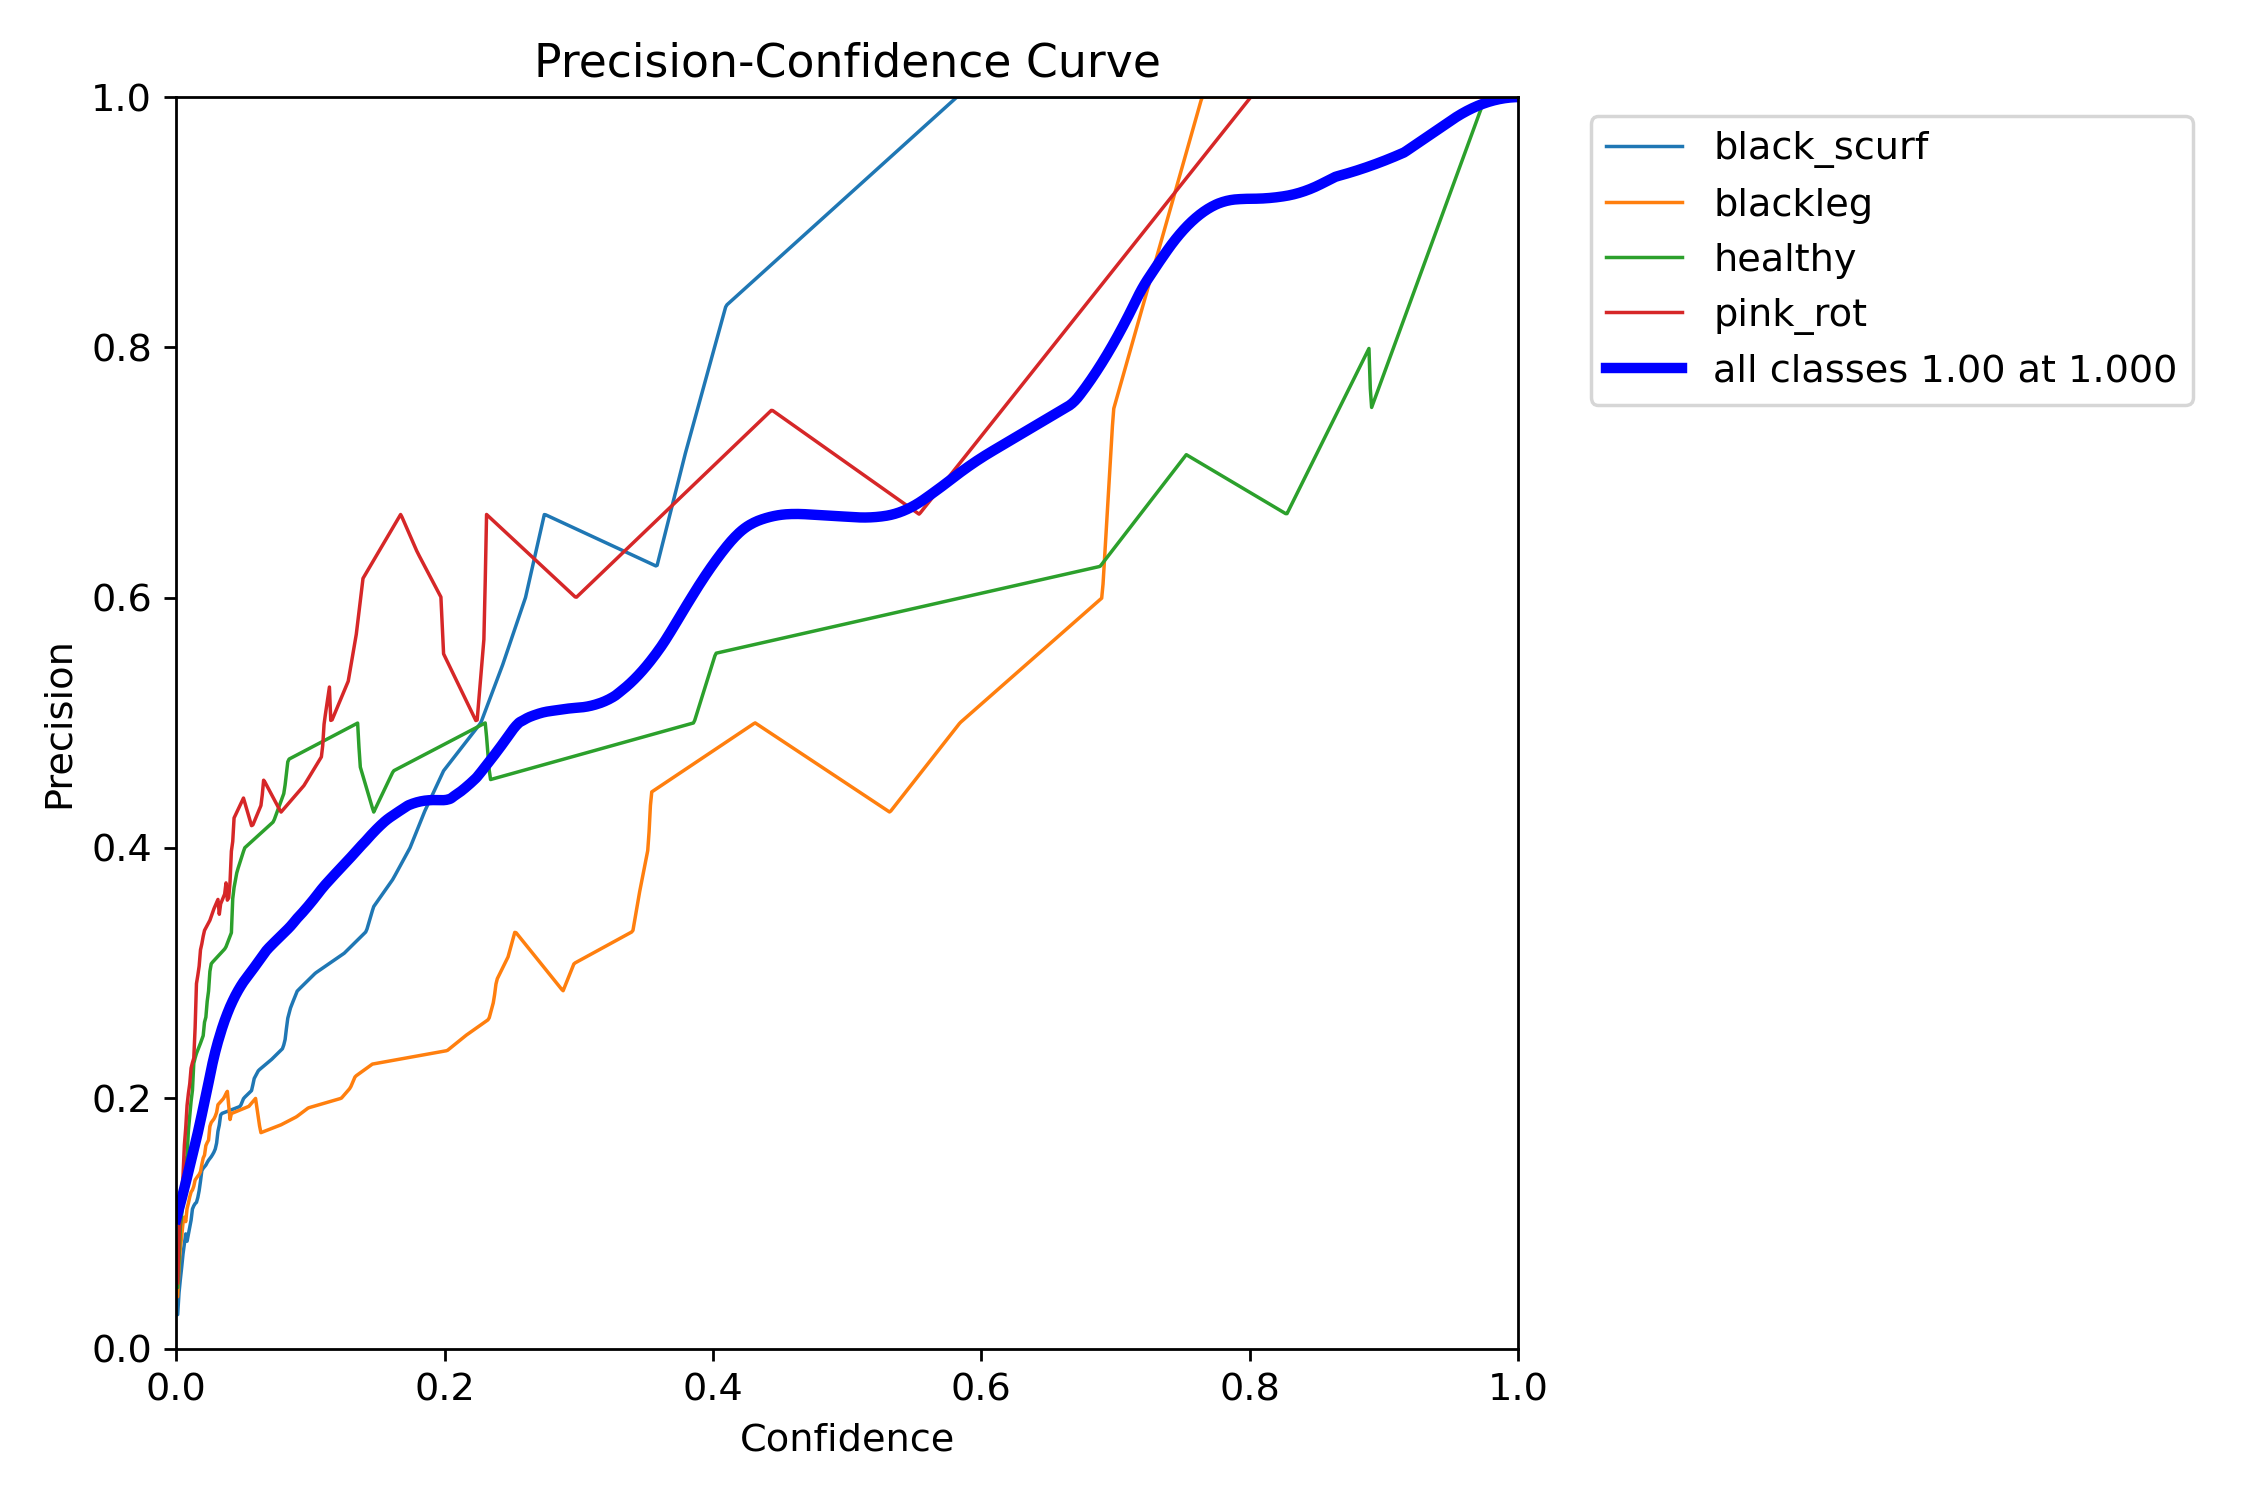 Precision-Confidence Curve
1.0
0.8
0.6
0.4
0.2
0.0
Precision
0.0 0.2 0.4 0.6 0.8 1.0
Confidence
black_scurf
blackleg
healthy
pink_rot
all classes 1.00 at 1.000